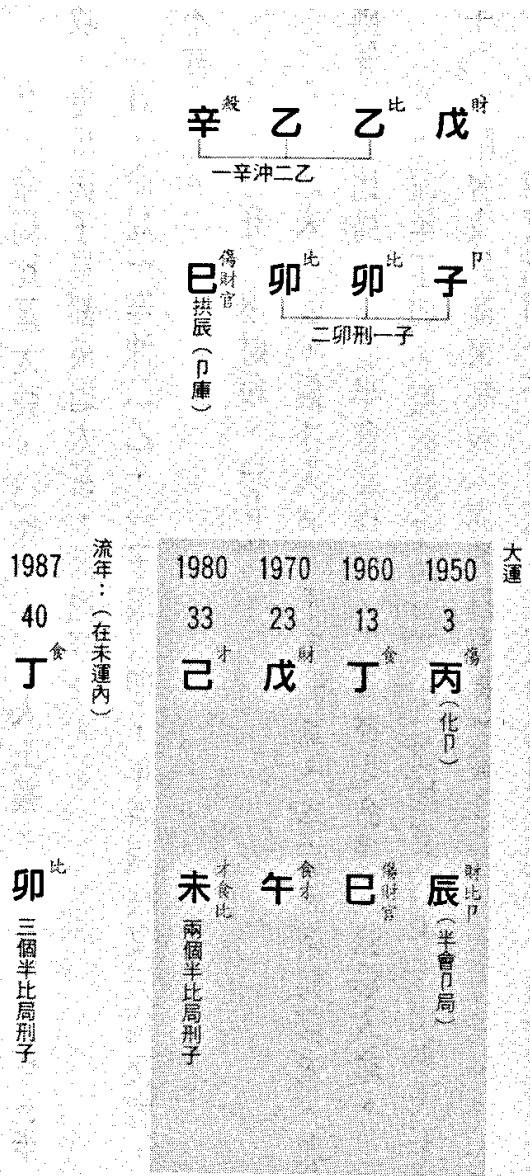 戊財
乙比
乙
辛殺
一辛沖二乙
子卩
卯比
卯比
巳傷財官
二卯刑一子
拱辰(卩庫)
大運
1950
3
丙傷(化卩)
辰財比卩(半會卩局)
1960
13
丁食
巳傷財官
1970
23
戊財
午食才
1980
33
己才
未才食比
兩個半比局刑子
流年:(在未運內)
1987
40
丁食
卯比
三個半比局刑子